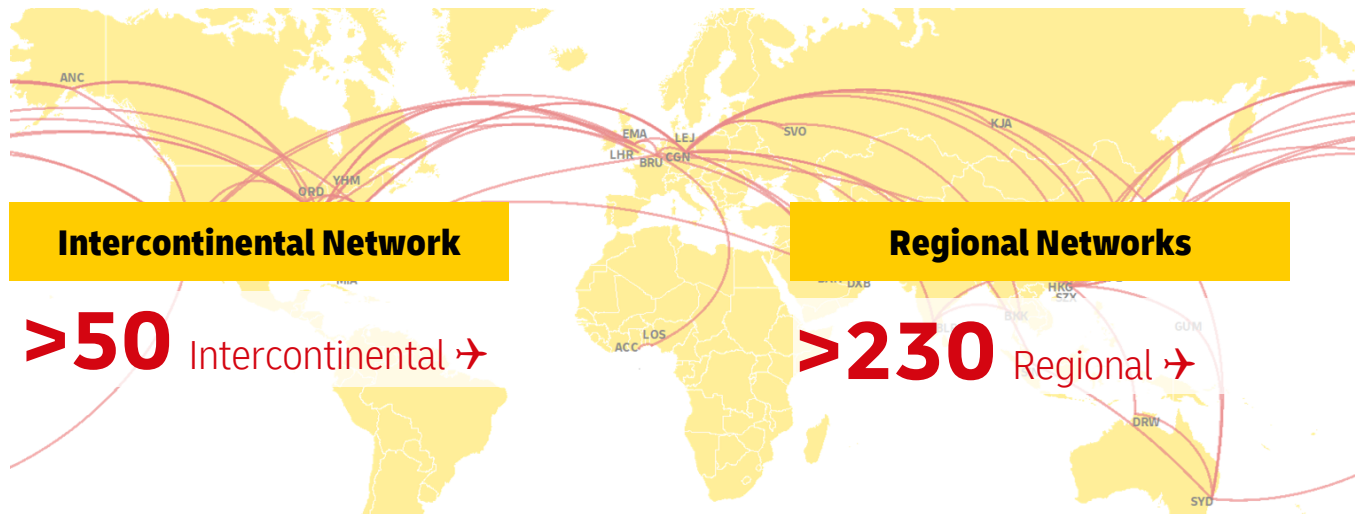 ANC
EMA
LEJ
SVO
KJA
LHR
BRU
CGN
ORD
YHM
Intercontinental Network
Regional Networks
MIA
DXB
HKG
SZX
BKK
GUM
>50 Intercontinental
>230 Regional
LOS
ACC
DRW
SYD